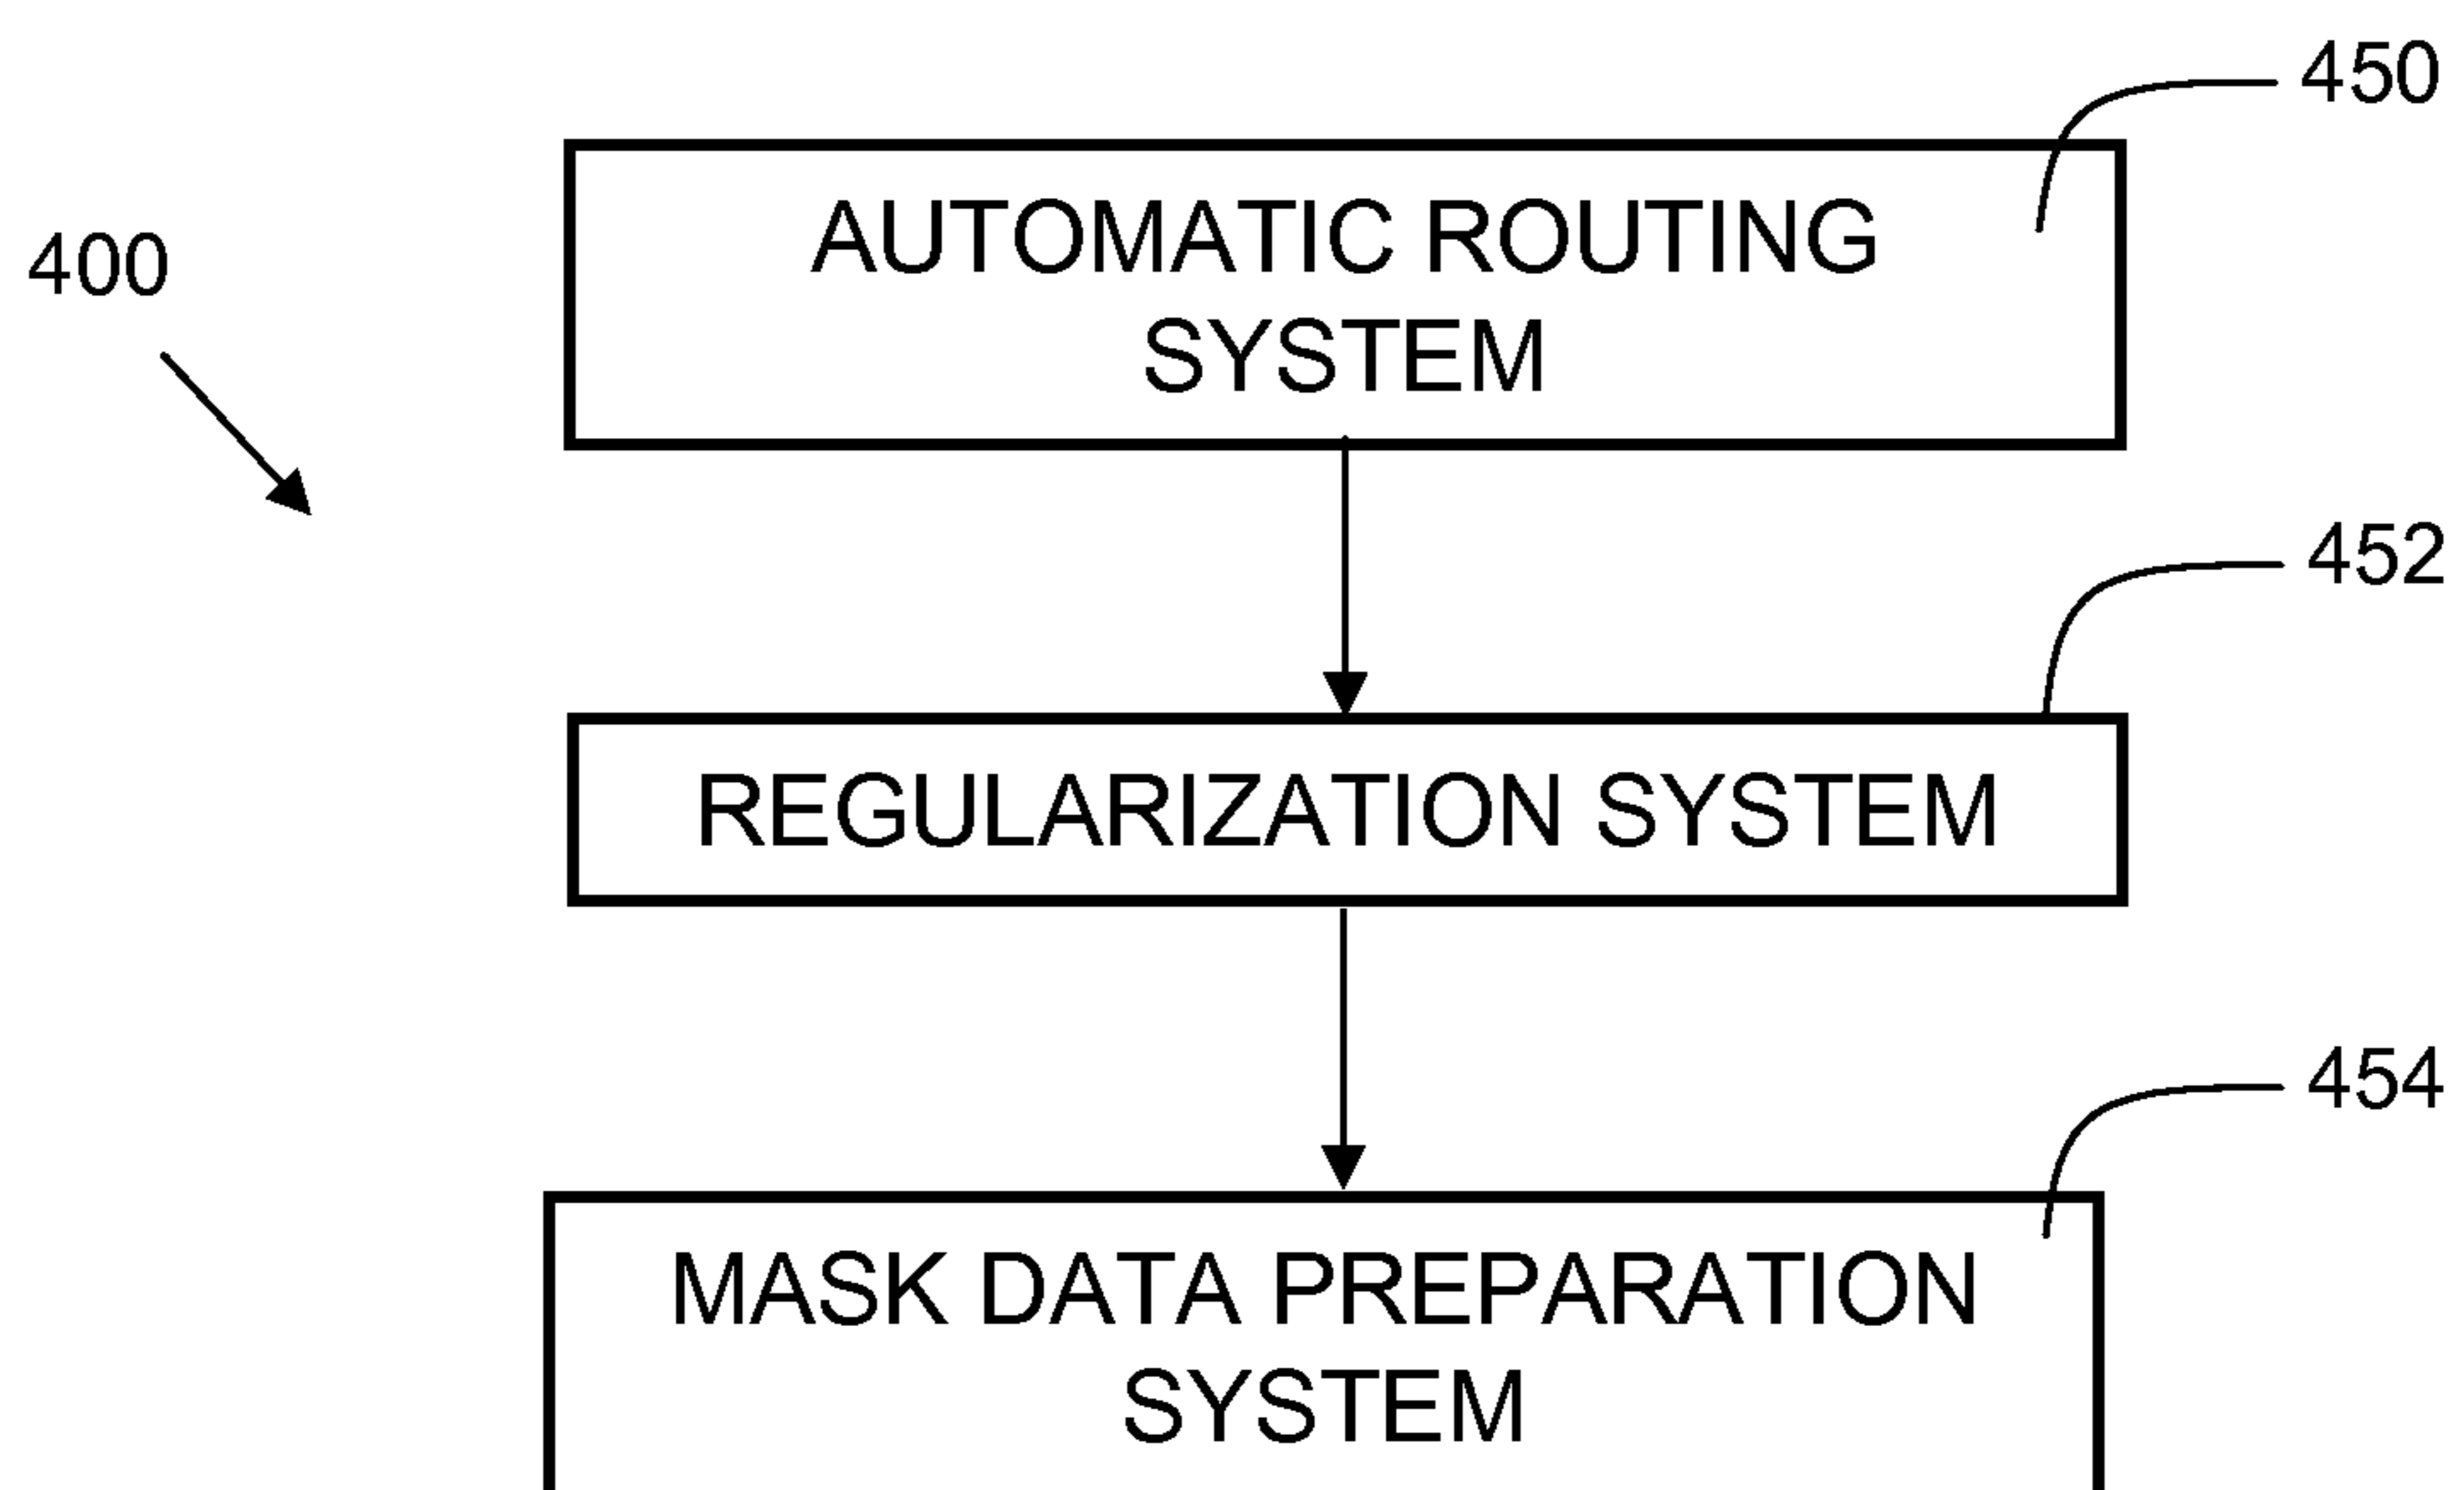 450
400
AUTOMATIC ROUTING
SYSTEM
452
REGULARIZATION SYSTEM
454
MASK DATA PREPARATION
SYSTEM